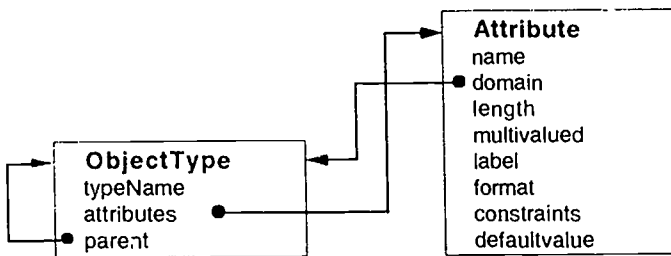 Attribute
name
domain
length
multivalued
label
format
constraints
defaultvalue
ObjectType
typeName
attributes
parent